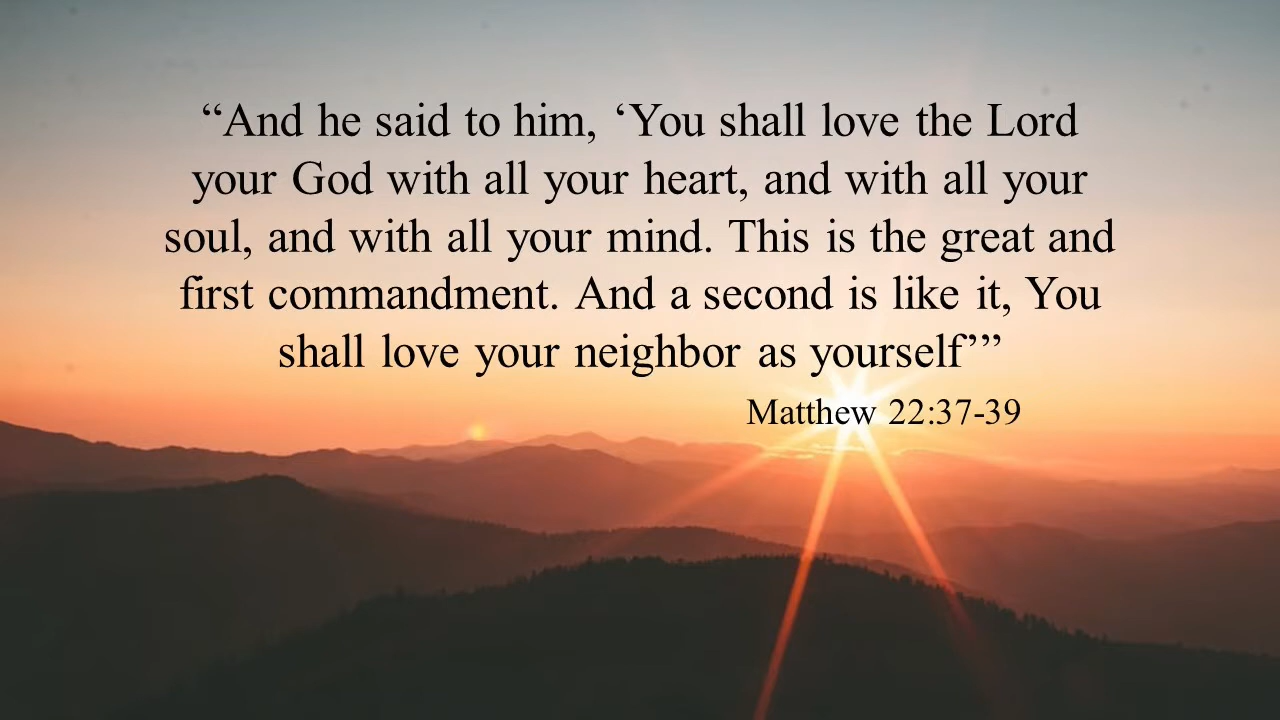 “And he said to him, ‘You shall love the Lord
your God with all your heart, and with all your
soul, and with all your mind. This is the great and
first commandment. And a second is like it, You
shall love your neighbor as yourself’”
Matthew 22:37-39